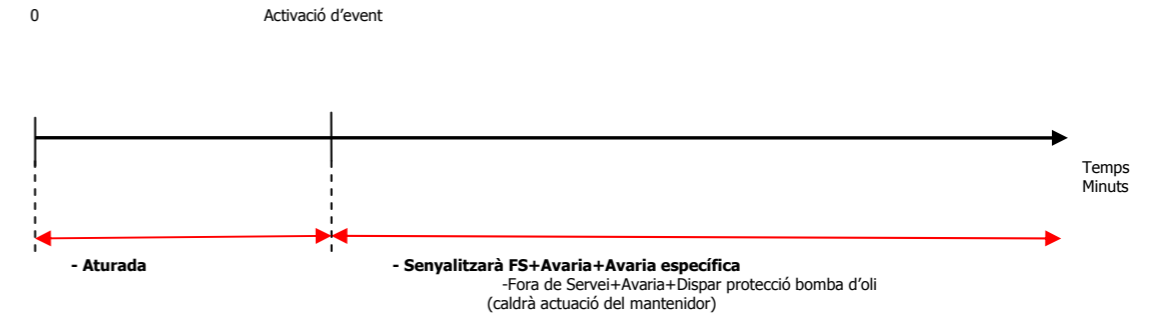 0
Activació d'event
Temps
Minuts
- Aturada
- Senyalitzarà FS+Avaria+Avaria específica
-Fora de Servei+Avaria+Dispar protecció bomba d'oli
(caldrà actuació del mantenidor)